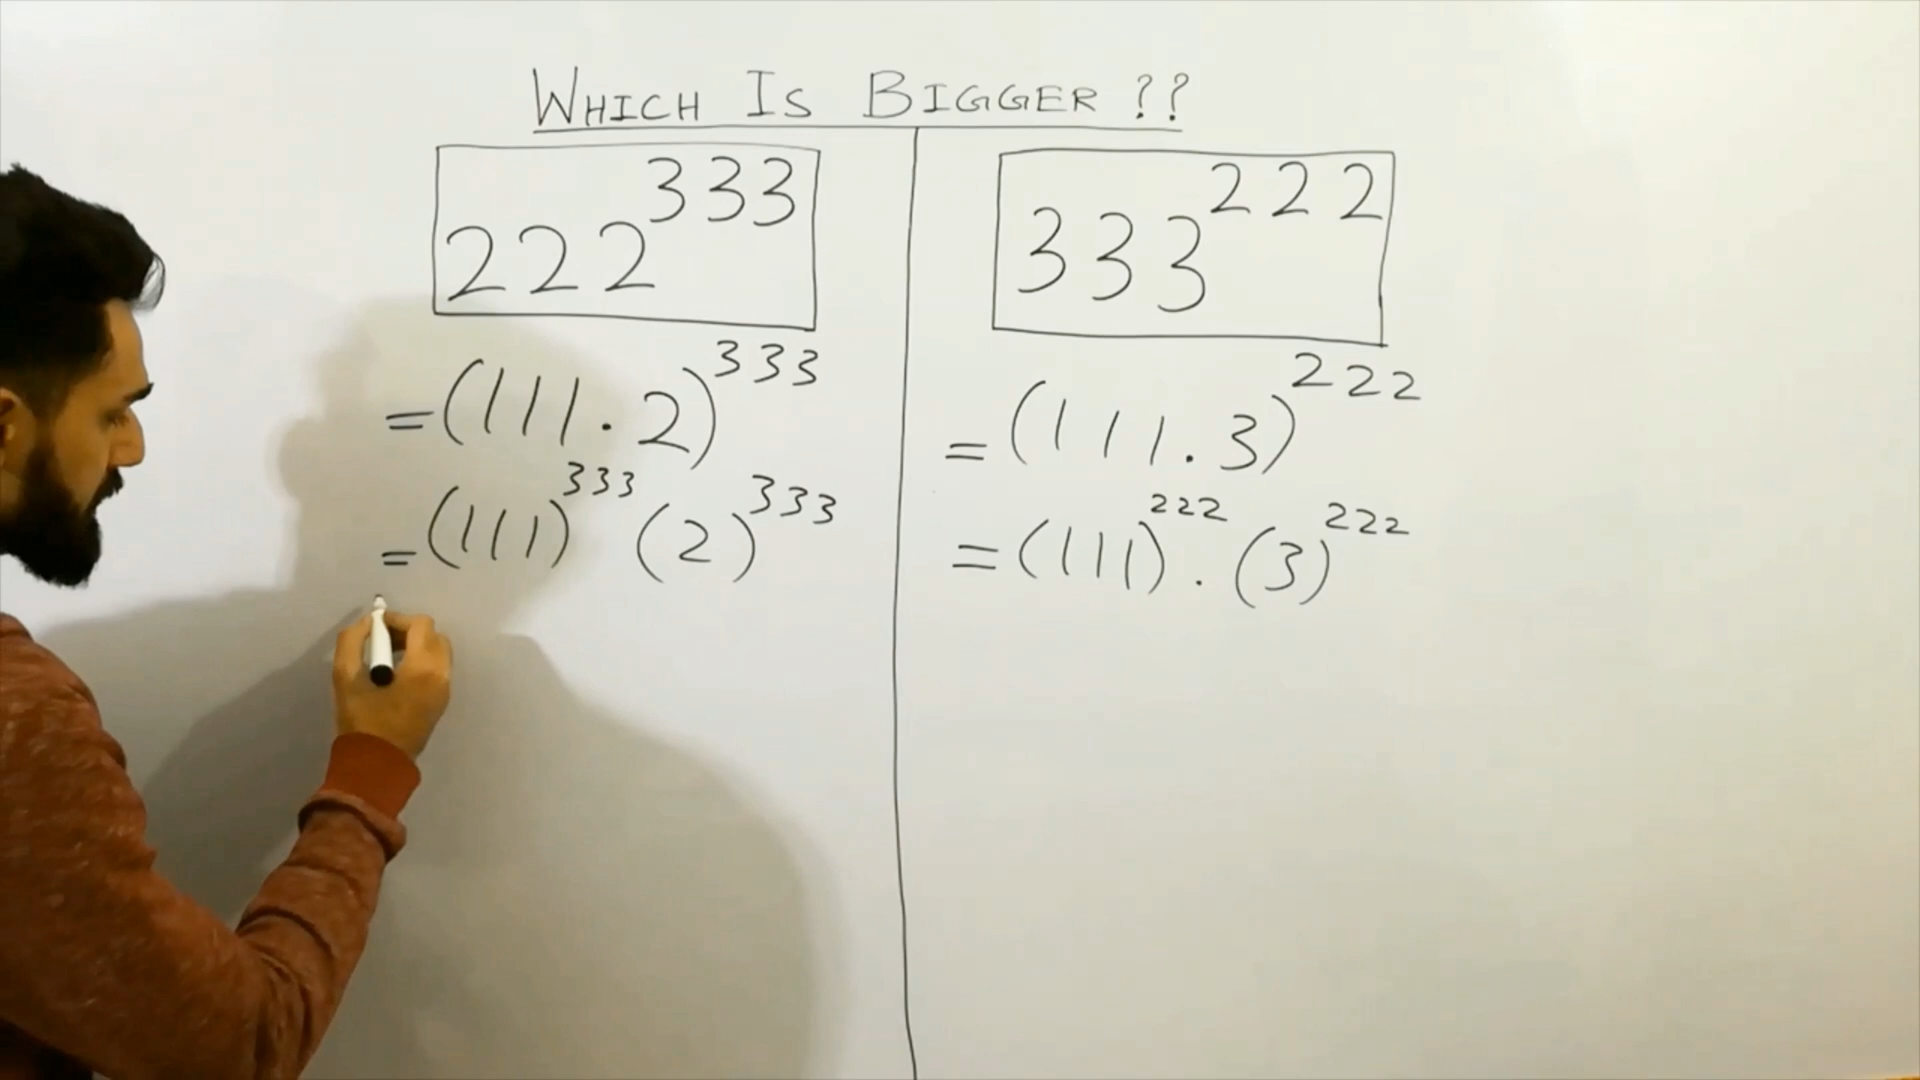 WHICH IS BIGGER ??
222^333
= (111 . 2)^333
= (111)^333 (2)^333
333^222
= (111 . 3)^222
= (111)^222 . (3)^222